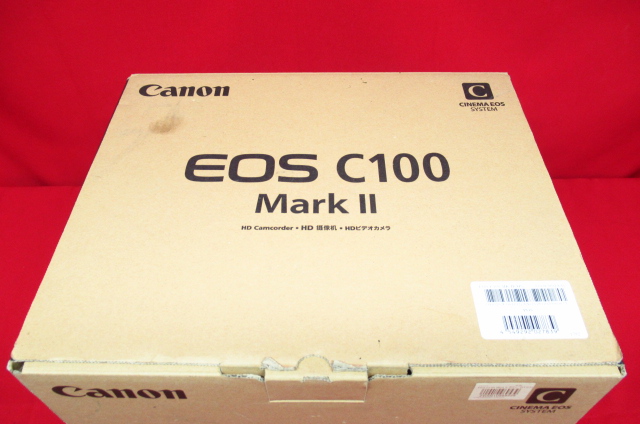 Canon
C
CINEMA EOS
SYSTEM
EOS C100
Mark II
HD Camcorder • HD 摄像机 • HDビデオカメラ
Canon
C
CINEMA EOS
SYSTEM